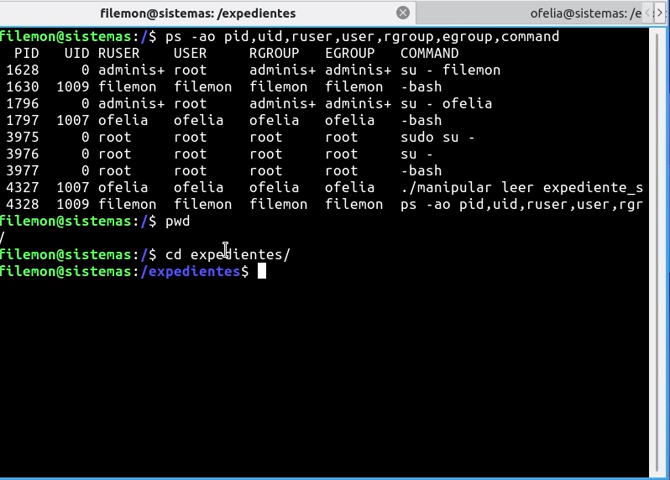 filemon@sistemas: /expedientes
ofelia@sistemas: /e
filemon@sistemas:/$ ps -ao pid,uid,ruser,user,rgroup,egroup,command
PID UID RUSER USER RGROUP EGROUP COMMAND
1628 0 adminis+ root adminis+ adminis+ su - filemon
1630 1009 filemon filemon filemon filemon -bash
1796 0 adminis+ root adminis+ adminis+ su - ofelia
1797 1007 ofelia ofelia ofelia ofelia -bash
3975 0 root root root root sudo su -
3976 0 root root root root su -
3977 0 root root root root -bash
4327 1007 ofelia ofelia ofelia ofelia ./manipular leer expediente_s
4328 1009 filemon filemon filemon filemon ps -ao pid,uid,ruser,user,rgr
filemon@sistemas:/$ pwd
/
filemon@sistemas:/$ cd expedientes/
filemon@sistemas:/expedientes$